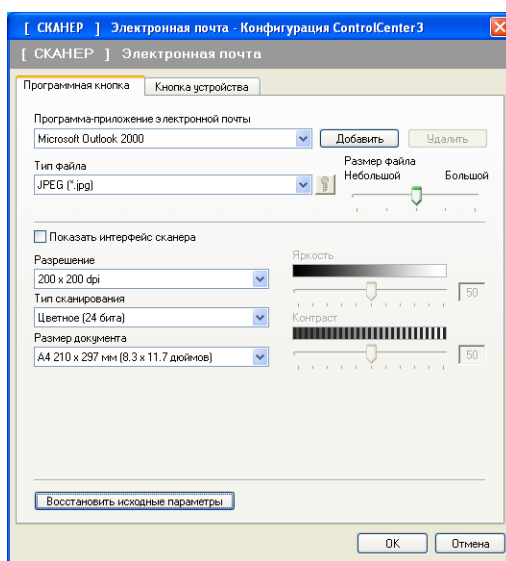 [ СКАНЕР ] Электронная почта - Конфигурация ControlCenter3
[ СКАНЕР ] Электронная почта
Программная кнопка Кнопка устройства
Программа-приложение электронной почты
Microsoft Outlook 2000 Добавить Удалить
Тип файла Размер файла
JPEG (*.jpg) Небольшой Большой
Показать интерфейс сканера
Разрешение Яркость
200 x 200 dpi 50
Тип сканирования
Цветное (24 бита) Контраст
Размер документа
A4 210 x 297 мм (8.3 x 11.7 дюймов) 50
Восстановить исходные параметры
OK Отмена